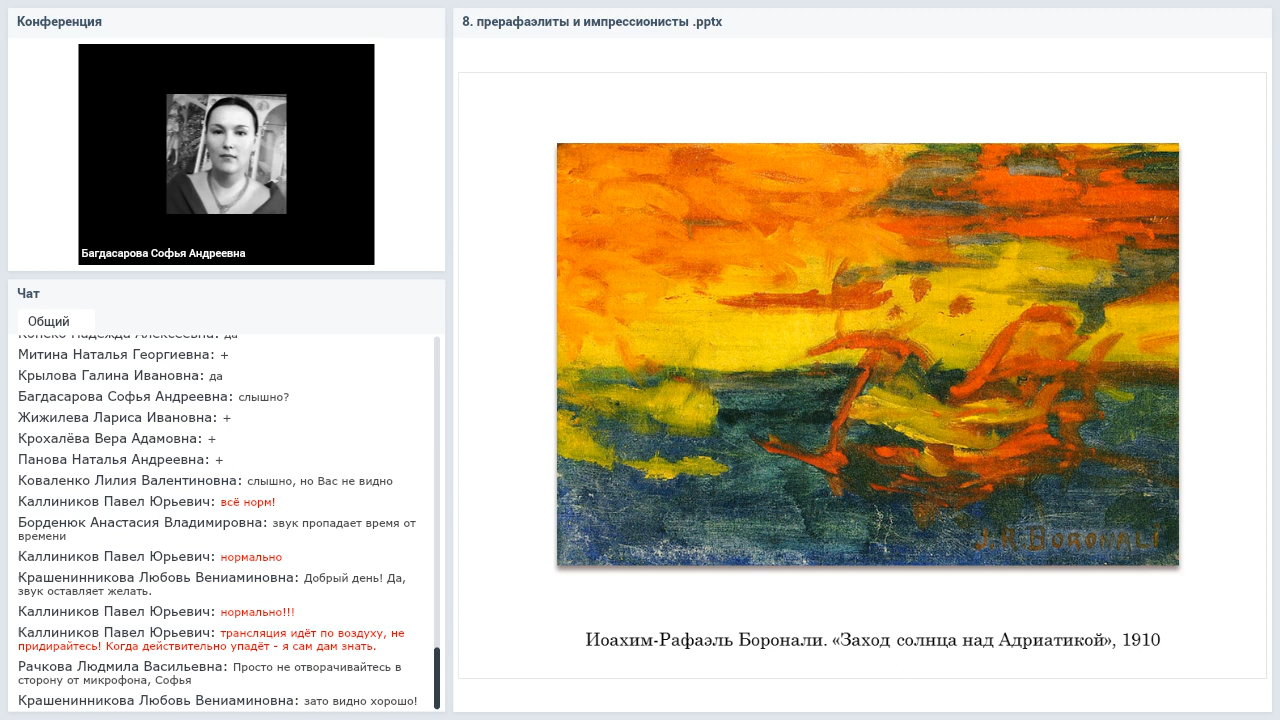 Конференция
Багдасарова Софья Андреевна
Чат
Общий
Митина Наталья Георгиевна: +
Крылова Галина Ивановна: да
Багдасарова Софья Андреевна: слышно?
Жижилева Лариса Ивановна: +
Крохалёва Вера Адамовна: +
Панова Наталья Андреевна: +
Коваленко Лилия Валентиновна: слышно, но Вас не видно
Каллиников Павел Юрьевич: всё норм!
Борденюк Анастасия Владимировна: звук пропадает время от
времени
Каллиников Павел Юрьевич: нормально
Крашенинникова Любовь Вениаминовна: Добрый день! Да,
звук оставляет желать.
Каллиников Павел Юрьевич: нормально!!!
Каллиников Павел Юрьевич: трансляция идёт по воздуху, не
придирайтесь! Когда действительно упадёт - я сам дам знать.
Рачкова Людмила Васильевна: Просто не отворачивайтесь в
сторону от микрофона, Софья
Крашенинникова Любовь Вениаминовна: зато видно хорошо!
8. прерафаэлиты и импрессионисты .pptx
J.R.BORONALI
Иоахим-Рафаэль Боронали. «Заход солнца над Адриатикой», 1910